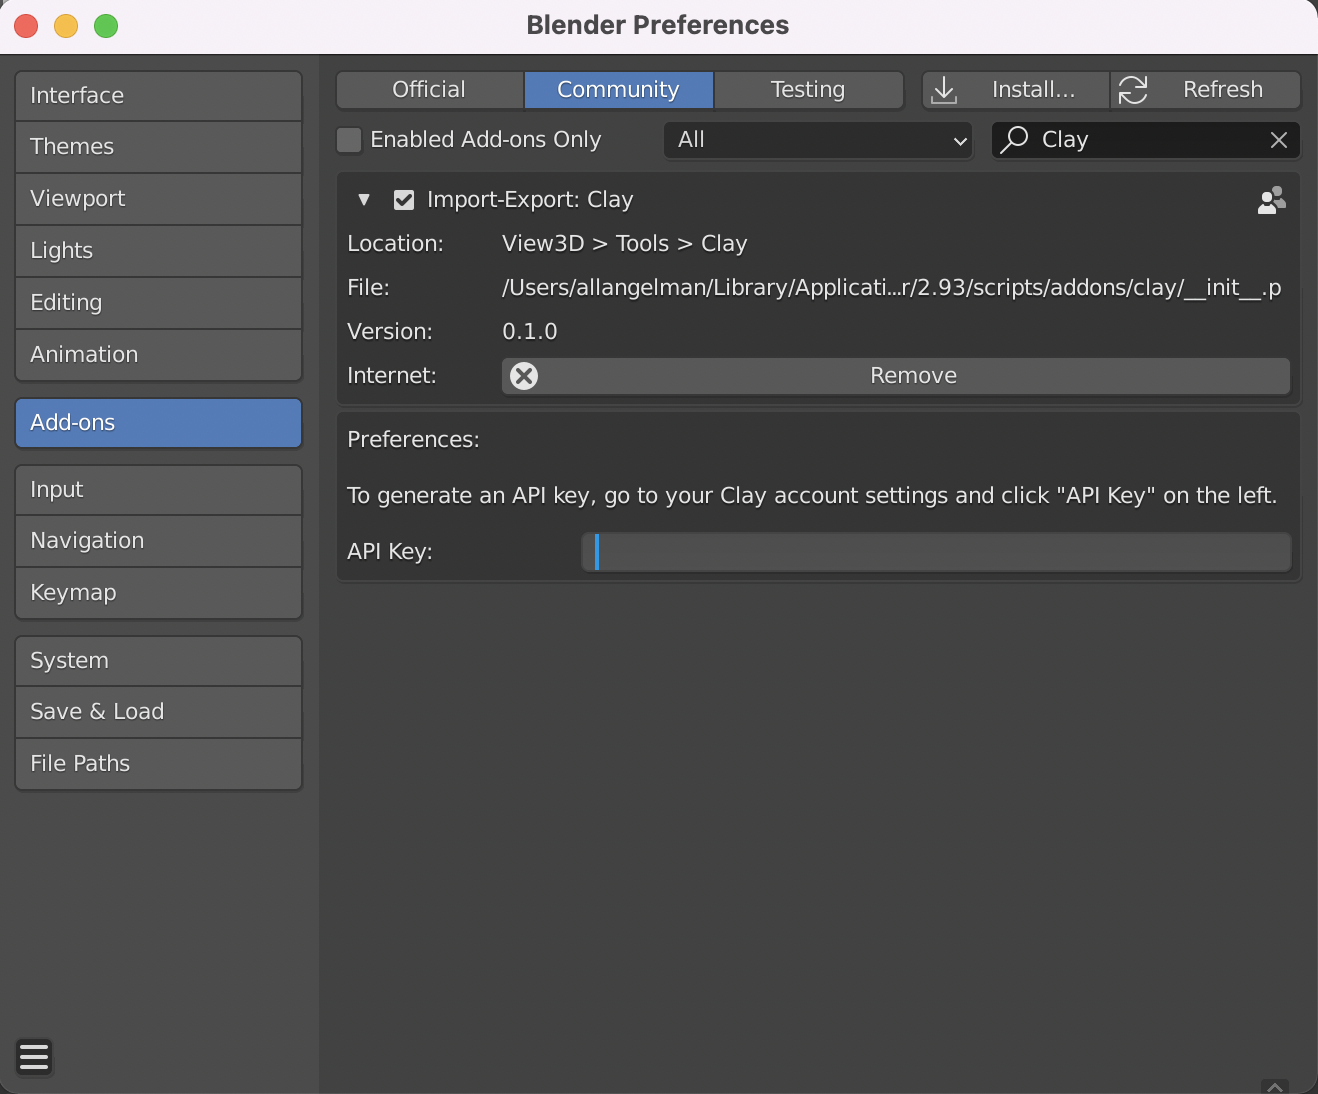 Blender Preferences
Interface
Themes
Viewport
Lights
Editing
Animation
Add-ons
Input
Navigation
Keymap
System
Save & Load
File Paths
Official Community Testing Install... Refresh
Enabled Add-ons Only All Clay
Import-Export: Clay
Location: View3D > Tools > Clay
File: /Users/allangelman/Library/Applicati...r/2.93/scripts/addons/clay/__init__.p
Version: 0.1.0
Internet: Remove
Preferences:
To generate an API key, go to your Clay account settings and click "API Key" on the left.
API Key: